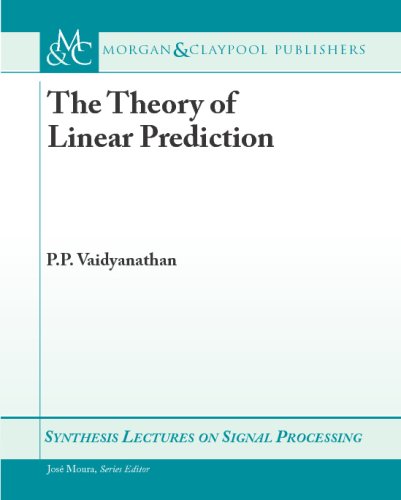 M
&C
MORGAN&CLAYPOOL PUBLISHERS
The Theory of
Linear Prediction
P.P. Vaidyanathan
SYNTHESIS LECTURES ON SIGNAL PROCESSING
José Moura, Series Editor